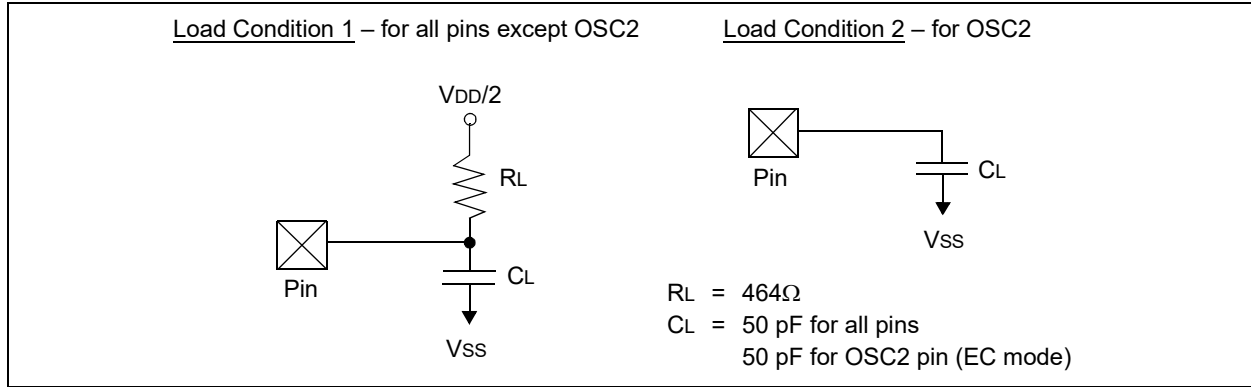 Load Condition 1 – for all pins except OSC2
VDD/2
RL
Pin
CL
VSS
Load Condition 2 – for OSC2
Pin
CL
VSS
RL = 464Ω
CL = 50 pF for all pins
50 pF for OSC2 pin (EC mode)